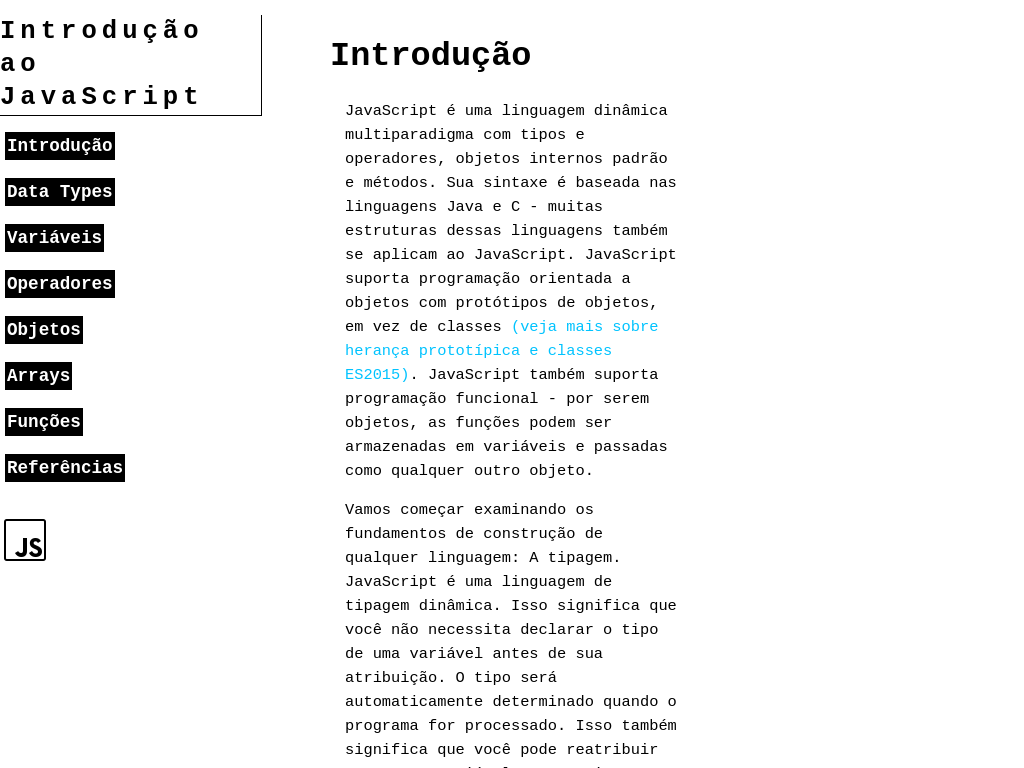 Introdução
ao
JavaScript
Introdução
Data Types
Variáveis
Operadores
Objetos
Arrays
Funções
Referências
JS
Introdução
JavaScript é uma linguagem dinâmica
multiparadigma com tipos e
operadores, objetos internos padrão
e métodos. Sua sintaxe é baseada nas
linguagens Java e C - muitas
estruturas dessas linguagens também
se aplicam ao JavaScript. JavaScript
suporta programação orientada a
objetos com protótipos de objetos,
em vez de classes (veja mais sobre
herança prototípica e classes
ES2015). JavaScript também suporta
programação funcional - por serem
objetos, as funções podem ser
armazenadas em variáveis e passadas
como qualquer outro objeto.
Vamos começar examinando os
fundamentos de construção de
qualquer linguagem: A tipagem.
JavaScript é uma linguagem de
tipagem dinâmica. Isso significa que
você não necessita declarar o tipo
de uma variável antes de sua
atribuição. O tipo será
automaticamente determinado quando o
programa for processado. Isso também
significa que você pode reatribuir